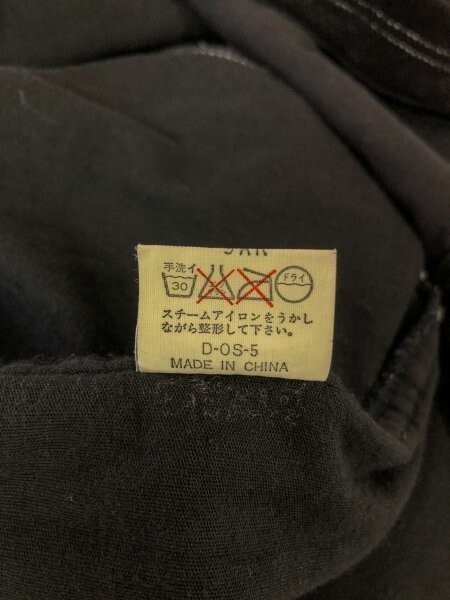 手洗イ
30 ドライ
スチームアイロンをうかし
ながら整形して下さい。
D-OS-5
MADE IN CHINA